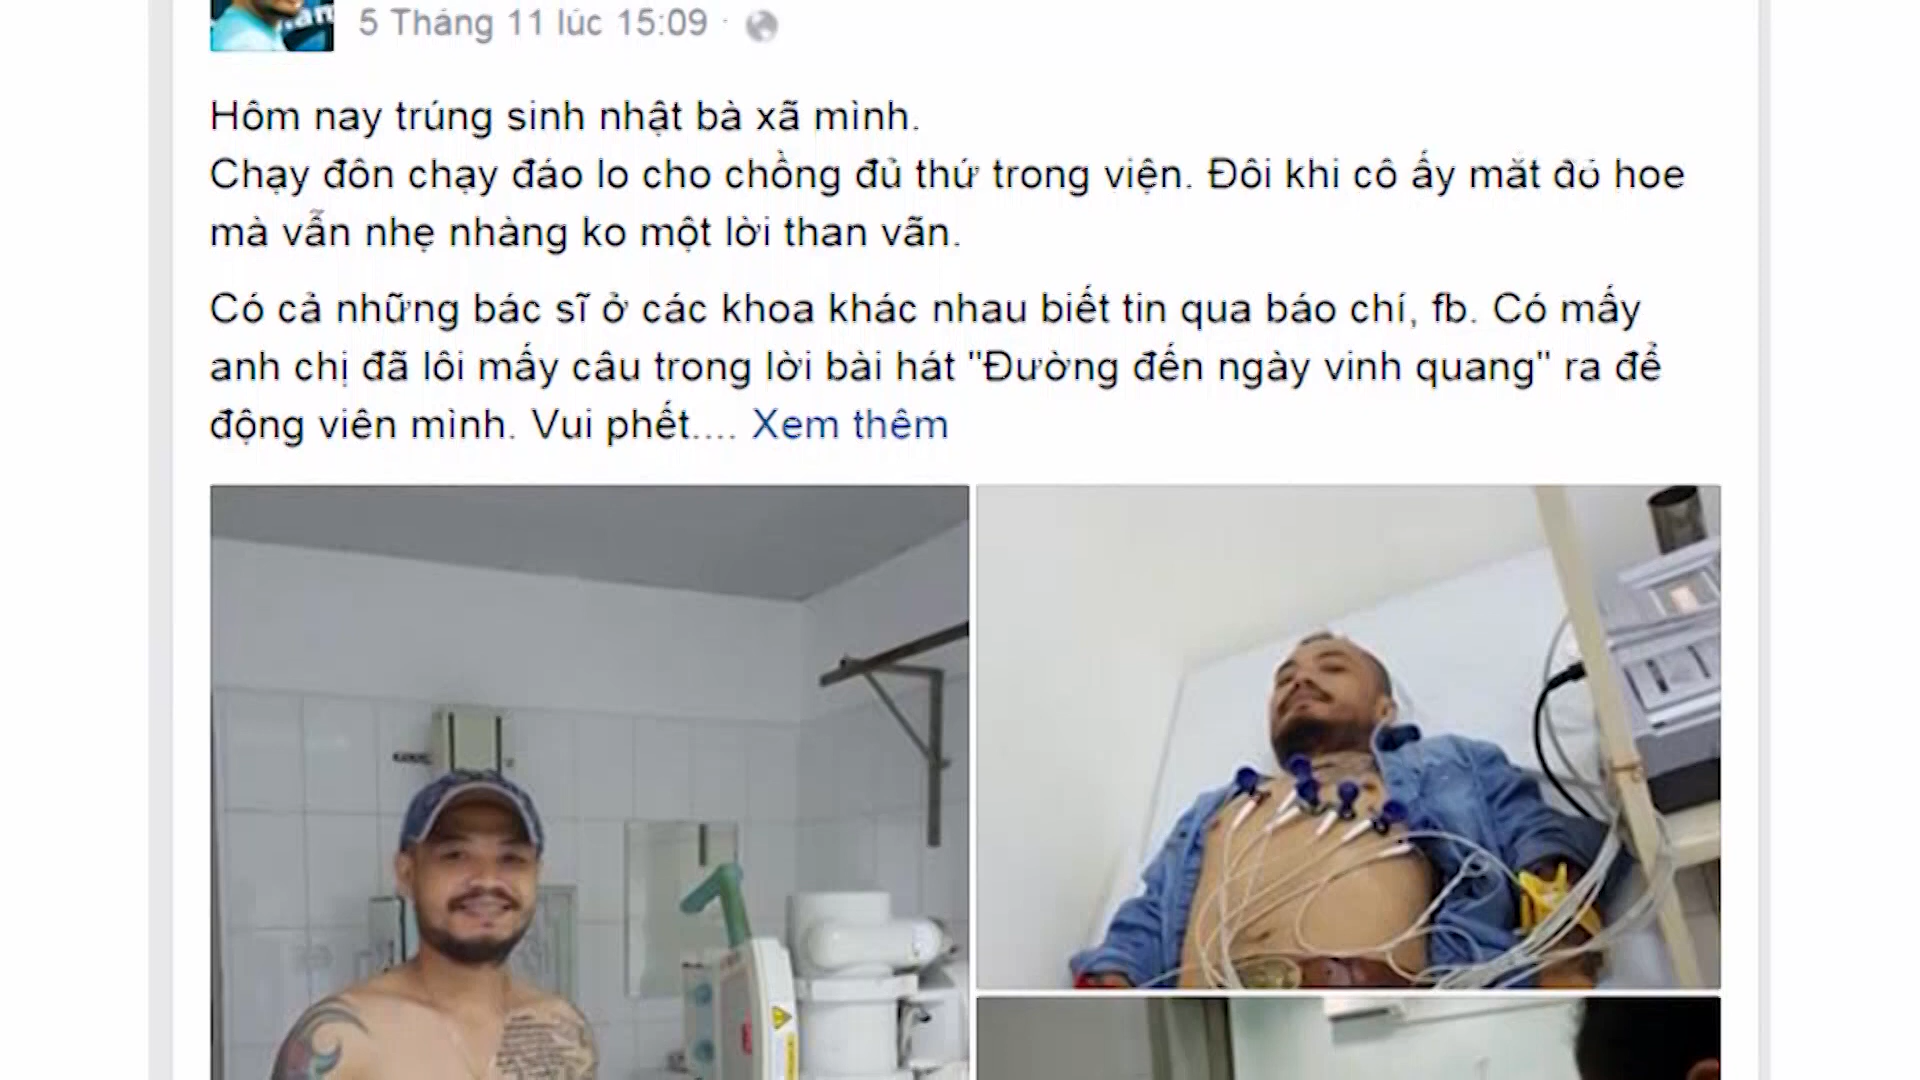 5 Tháng 11 lúc 15:09 ·
Hôm nay trúng sinh nhật bà xã mình.
Chạy đôn chạy đáo lo cho chồng đủ thứ trong viện. Đôi khi cô ấy mắt đỏ hoe
mà vẫn nhẹ nhàng ko một lời than vãn.
Có cả những bác sĩ ở các khoa khác nhau biết tin qua báo chí, fb. Có mấy
anh chị đã lôi mấy câu trong lời bài hát "Đường đến ngày vinh quang" ra để
động viên mình. Vui phết.... Xem thêm